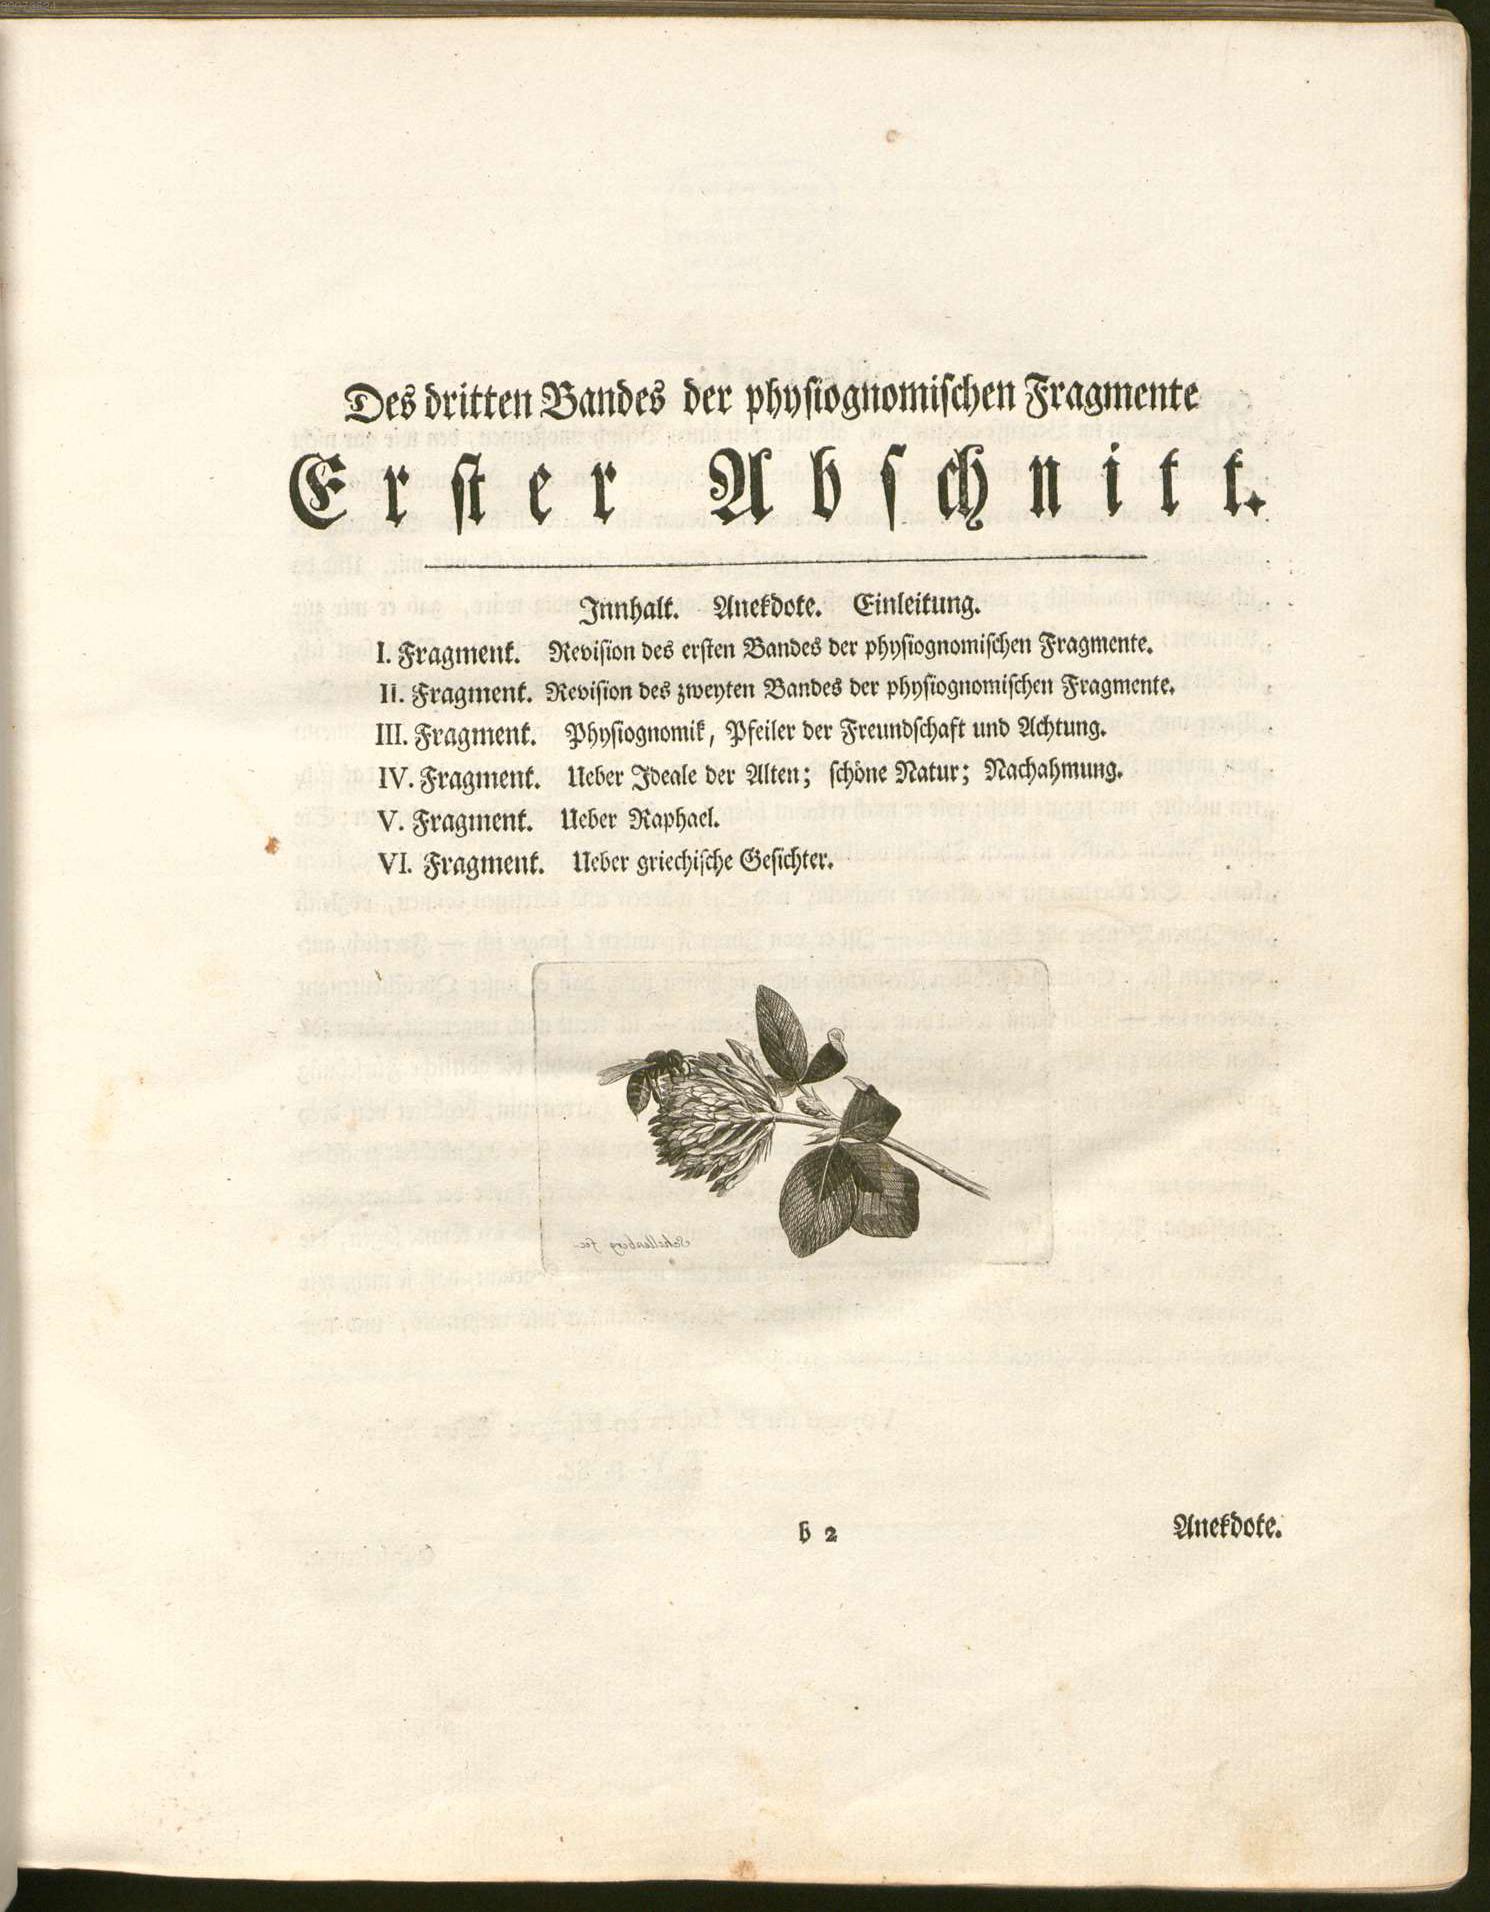 Des dritten Bandes der physiognomischen Fragmente
Erster Abschnitt.
Innhalt. Anekdote. Einleitung.
I. Fragment. Revision des ersten Bandes der physiognomischen Fragmente.
II. Fragment. Revision des zweyten Bandes der physiognomischen Fragmente.
III. Fragment. Physiognomik, Pfeiler der Freundschaft und Achtung.
IV. Fragment. Ueber Ideale der Alten; schöne Natur; Nachahmung.
V. Fragment. Ueber Raphael.
VI. Fragment. Ueber griechische Gesichter.
Schellenberg fec.
b 2
Anekdote.